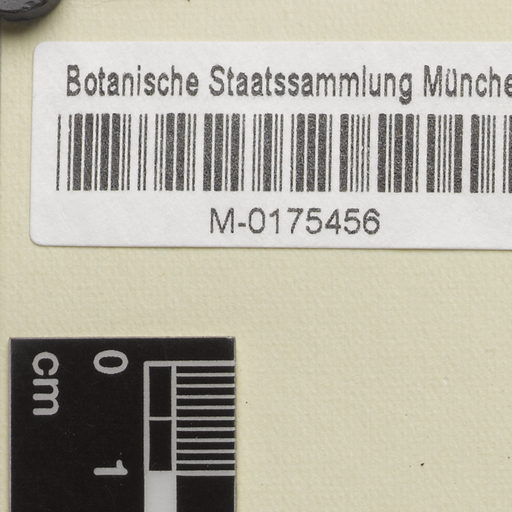 Botanische Staatssammlung Münche
M-0175456
cm
0
1